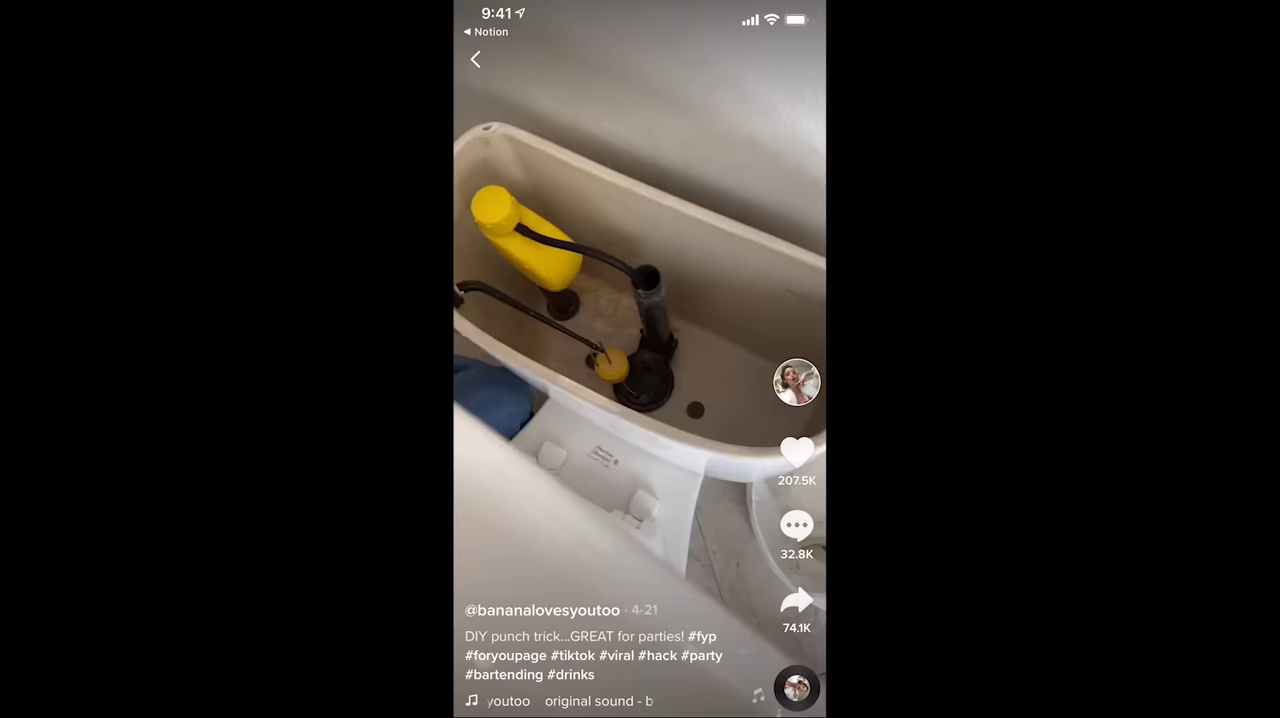 9:41
◀ Notion
207.5K
32.8K
74.1K
@bananalovesyoutoo · 4-21
DIY punch trick...GREAT for parties! #fyp
#foryoupage #tiktok #viral #hack #party
#bartending #drinks
youtoo original sound - b